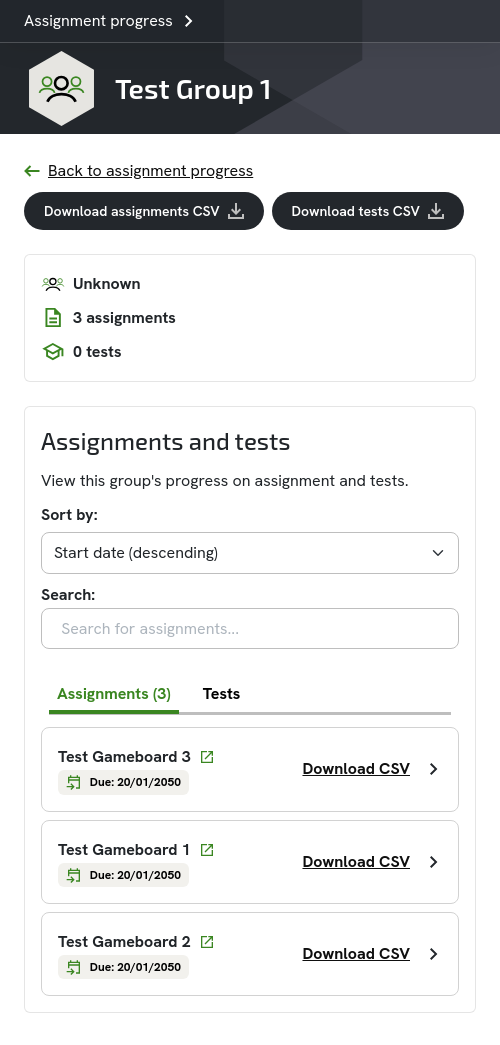 Assignment progress
Test Group 1
Back to assignment progress
Download assignments CSV
Download tests CSV
Unknown
3 assignments
0 tests
Assignments and tests
View this group's progress on assignment and tests.
Sort by:
Start date (descending)
Search:
Search for assignments...
Assignments (3)
Tests
Test Gameboard 3
Due: 20/01/2050
Download CSV
Test Gameboard 1
Due: 20/01/2050
Download CSV
Test Gameboard 2
Due: 20/01/2050
Download CSV